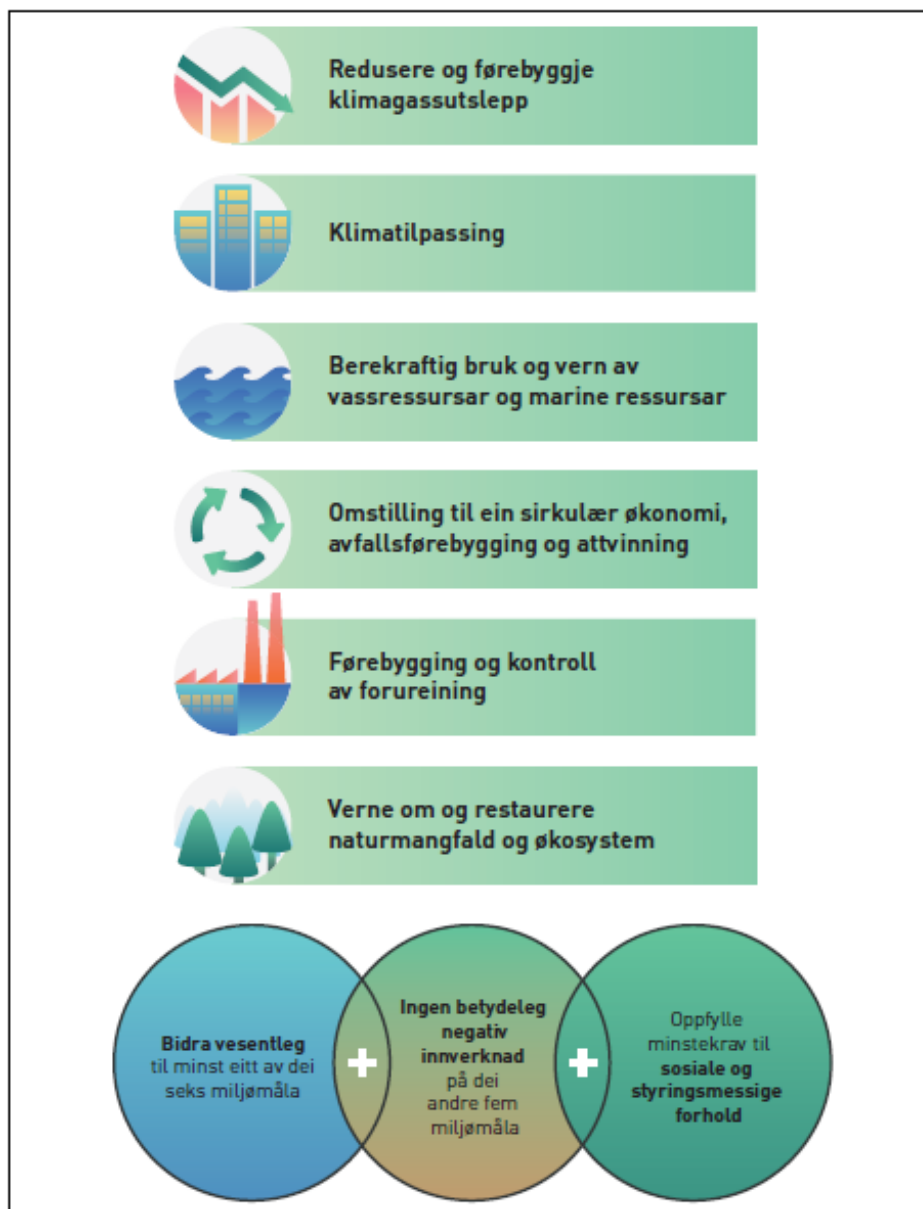 Redusere og førebyggje
klimagassutslepp
Klimatilpassing
Berekraftig bruk og vern av
vassressursar og marine ressursar
Omstilling til ein sirkulær økonomi,
avfallsførebygging og attvinning
Førebygging og kontroll
av forureining
Verne om og restaurere
naturmangfald og økosystem
Bidra vesentleg
til minst eitt av dei
seks miljømåla
Ingen betydeleg
negativ
innverknad
på dei
andre fem
miljømåla
Oppfylle
minstekrav til
sosiale og
styringsmessige
forhold